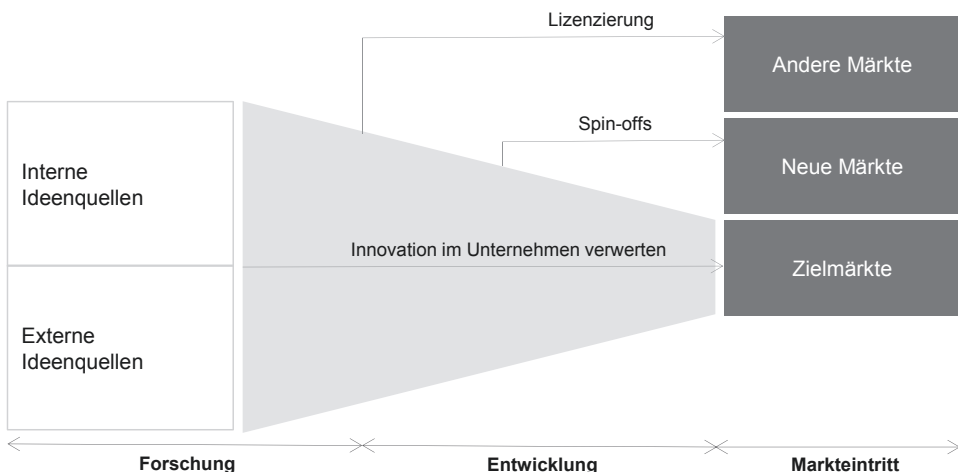 Lizenzierung
Andere Märkte
Spin-offs
Neue Märkte
Interne
Ideenquellen
Innovation im Unternehmen verwerten
Zielmärkte
Externe
Ideenquellen
Forschung
Entwicklung
Markteintritt